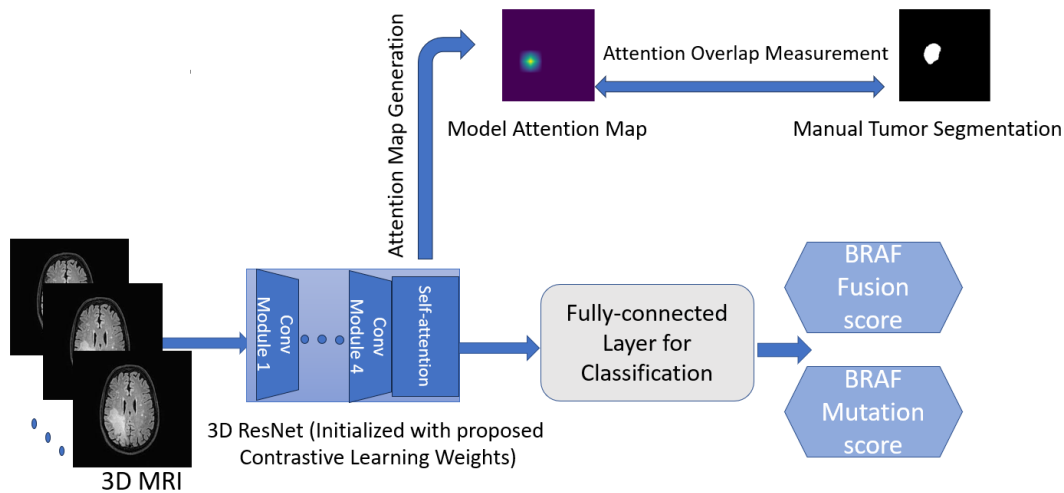 Attention Map Generation
Attention Overlap Measurement
Model Attention Map
Manual Tumor Segmentation
Conv
Module 1
Conv
Module 4
Self-attention
Fully-connected
Layer for
Classification
BRAF
Fusion
score
BRAF
Mutation
score
3D ResNet (Initialized with proposed
Contrastive Learning Weights)
3D MRI